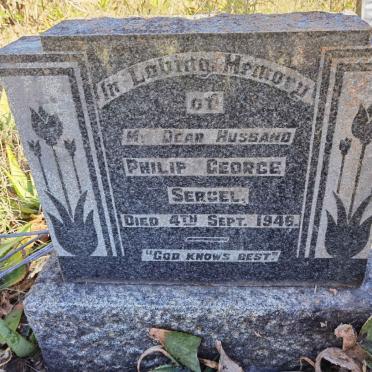 In Loving Memory
of
My Dear Husband
Philip George
Sergel.
Died 4th Sept. 1946.
"God knows best."